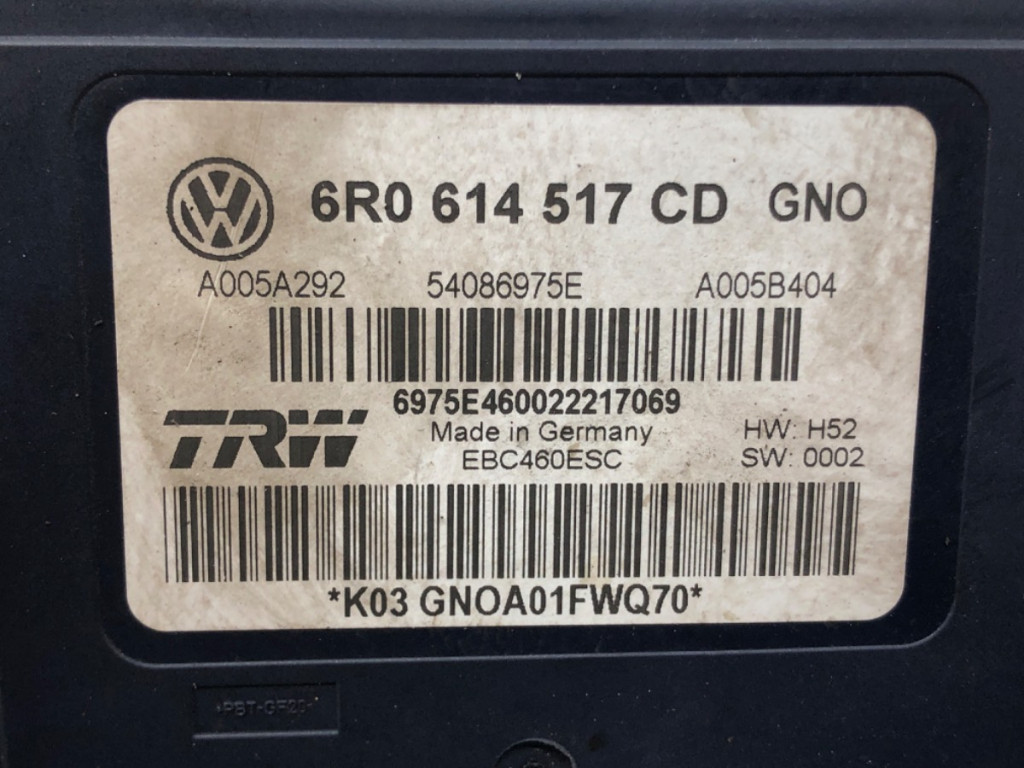 6R0 614 517 CD GNO
A005A292 54086975E A005B404
6975E460022217069
TRW Made in Germany HW: H52
EBC460ESC SW: 0002
*K03 GNOA01FWQ70*